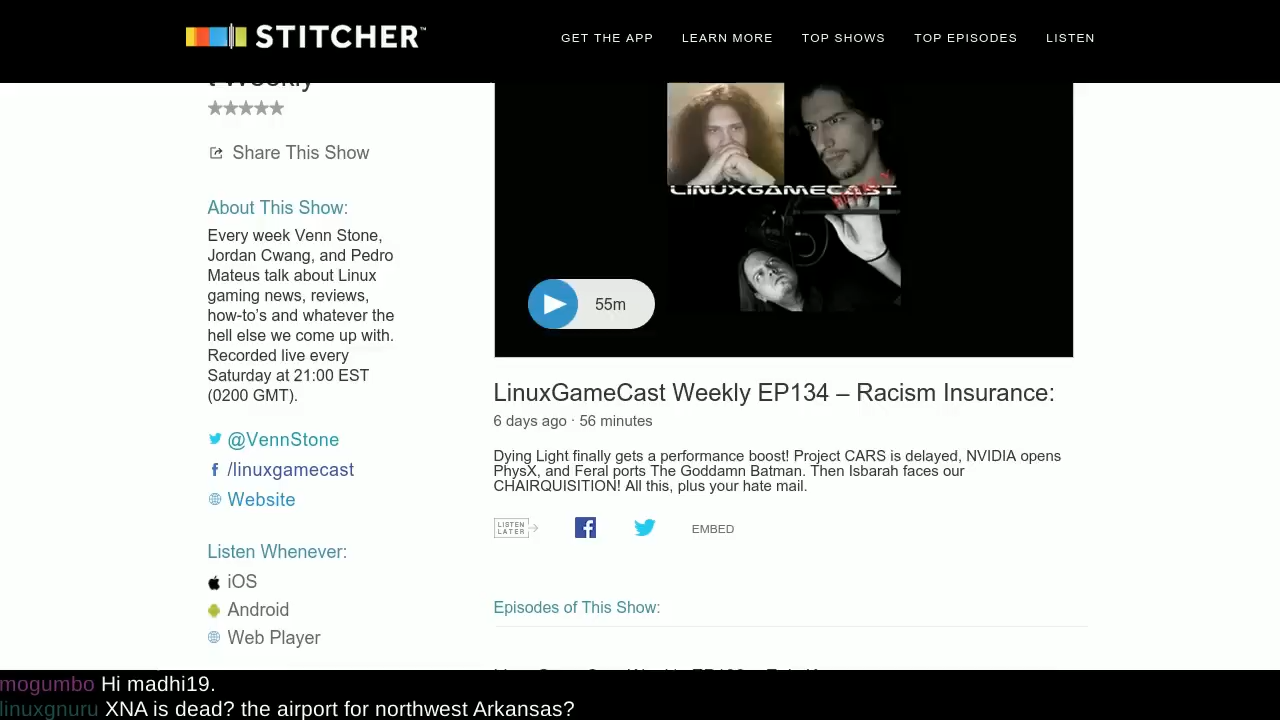 STITCHER™
GET THE APP LEARN MORE TOP SHOWS TOP EPISODES LISTEN
t Weekly
Share This Show
About This Show:
Every week Venn Stone,
Jordan Cwang, and Pedro
Mateus talk about Linux
gaming news, reviews,
how-to's and whatever the
hell else we come up with.
Recorded live every
Saturday at 21:00 EST
(0200 GMT).
@VennStone
/linuxgamecast
Website
Listen Whenever:
iOS
Android
Web Player
LINUXGAMECAST
WEEKLY
55m
LinuxGameCast Weekly EP134 – Racism Insurance:
6 days ago · 56 minutes
Dying Light finally gets a performance boost! Project CARS is delayed, NVIDIA opens
PhysX, and Feral ports The Goddamn Batman. Then Isbarah faces our
CHAIRQUISITION! All this, plus your hate mail.
LISTEN
LATER
EMBED
Episodes of This Show:
mogumbo Hi madhi19.
linuxgnuru XNA is dead? the airport for northwest Arkansas?